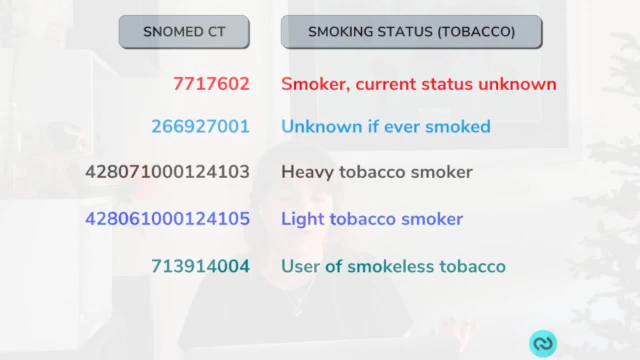 SNOMED CT SMOKING STATUS (TOBACCO)
7717602 Smoker, current status unknown
266927001 Unknown if ever smoked
428071000124103 Heavy tobacco smoker
428061000124105 Light tobacco smoker
713914004 User of smokeless tobacco